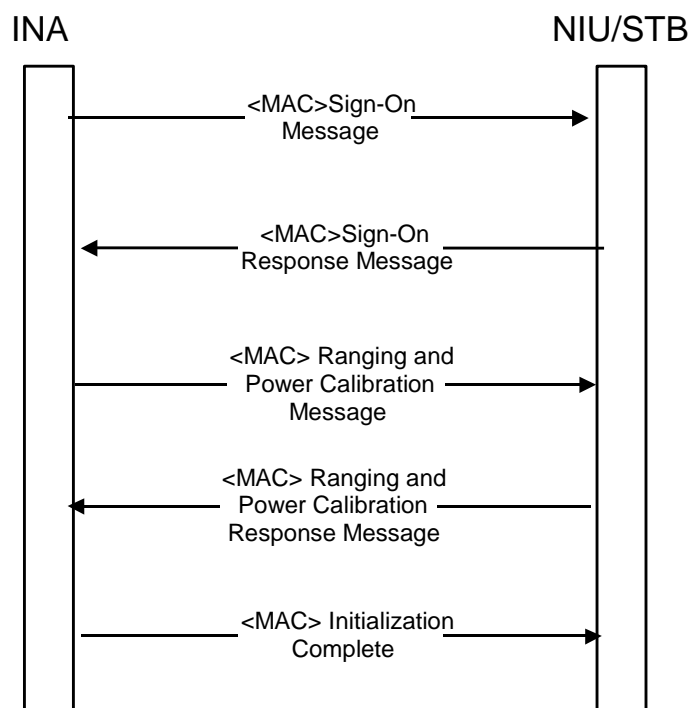 INA
NIU/STB
<MAC>Sign-On
Message
<MAC>Sign-On
Response Message
<MAC> Ranging and
Power Calibration
Message
<MAC> Ranging and
Power Calibration
Response Message
<MAC> Initialization
Complete